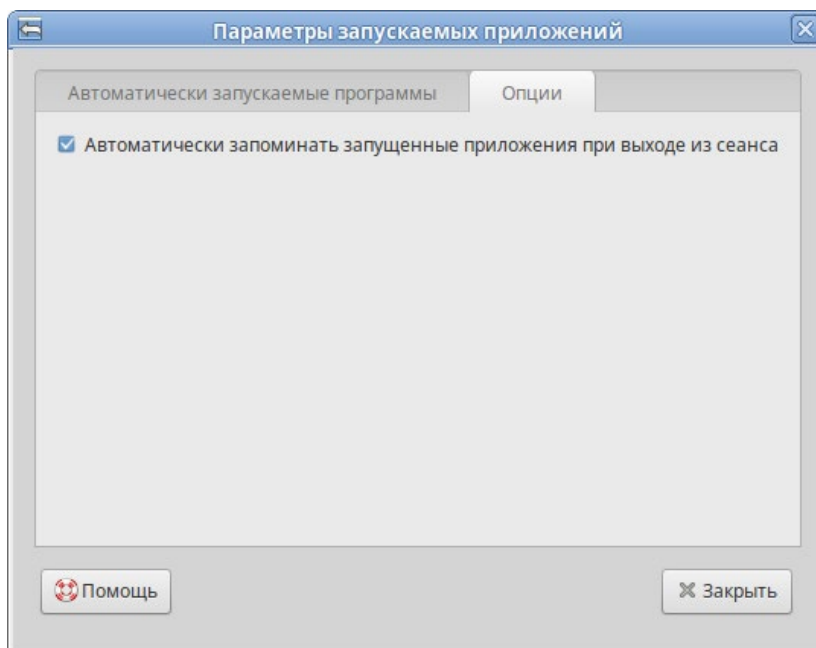 Параметры запускаемых приложений
Автоматически запускаемые программы
Опции
Автоматически запоминать запущенные приложения при выходе из сеанса
Помощь
Закрыть